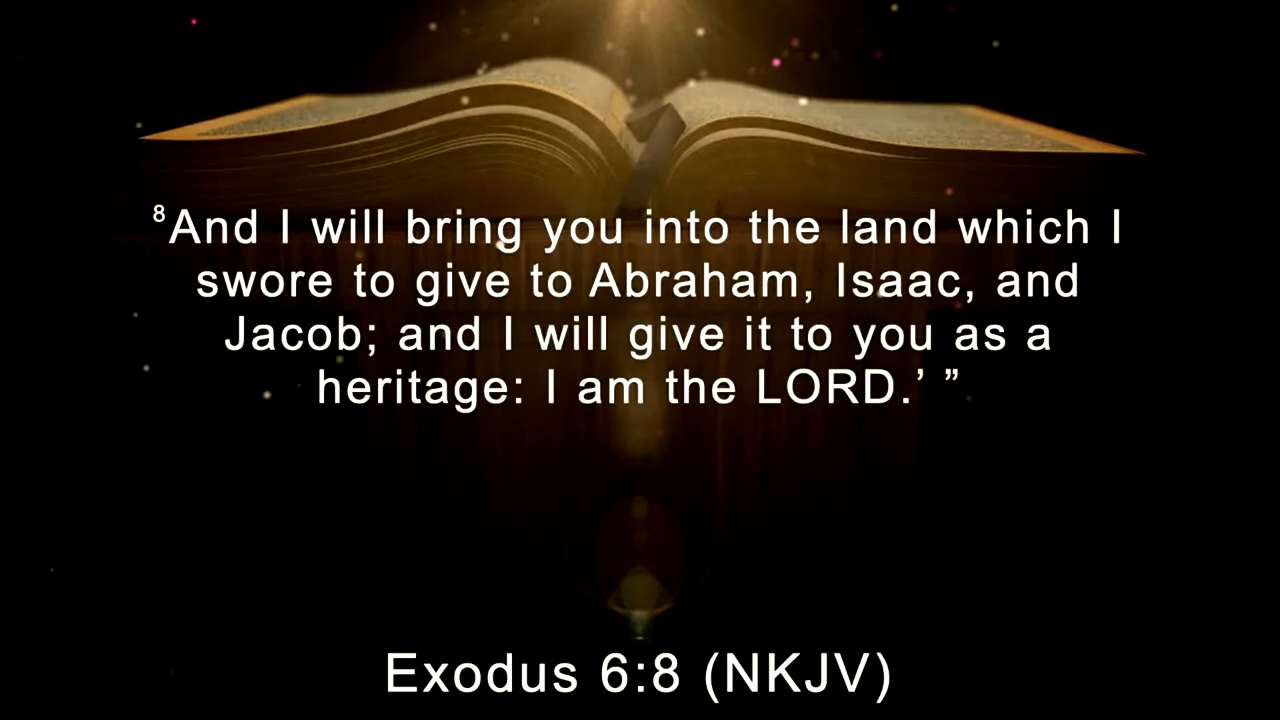 ⁸And I will bring you into the land which I
swore to give to Abraham, Isaac, and
Jacob; and I will give it to you as a
heritage: I am the LORD.’ ”
Exodus 6:8 (NKJV)